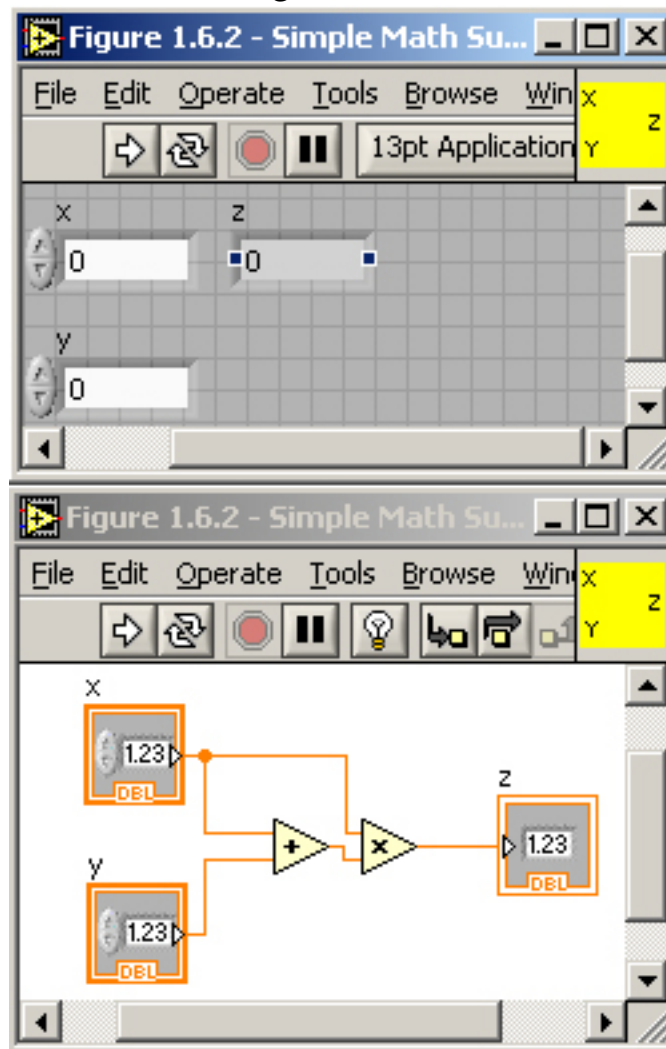 Figure 1.6.2 - Simple Math Su...
File Edit Operate Tools Browse Win
X
Z
Y
13pt Application
x
z
0
0
y
0
Figure 1.6.2 - Simple Math Su...
File Edit Operate Tools Browse Win
X
Z
Y
x
1.23
DBL
z
+
x
1.23
DBL
y
1.23
DBL